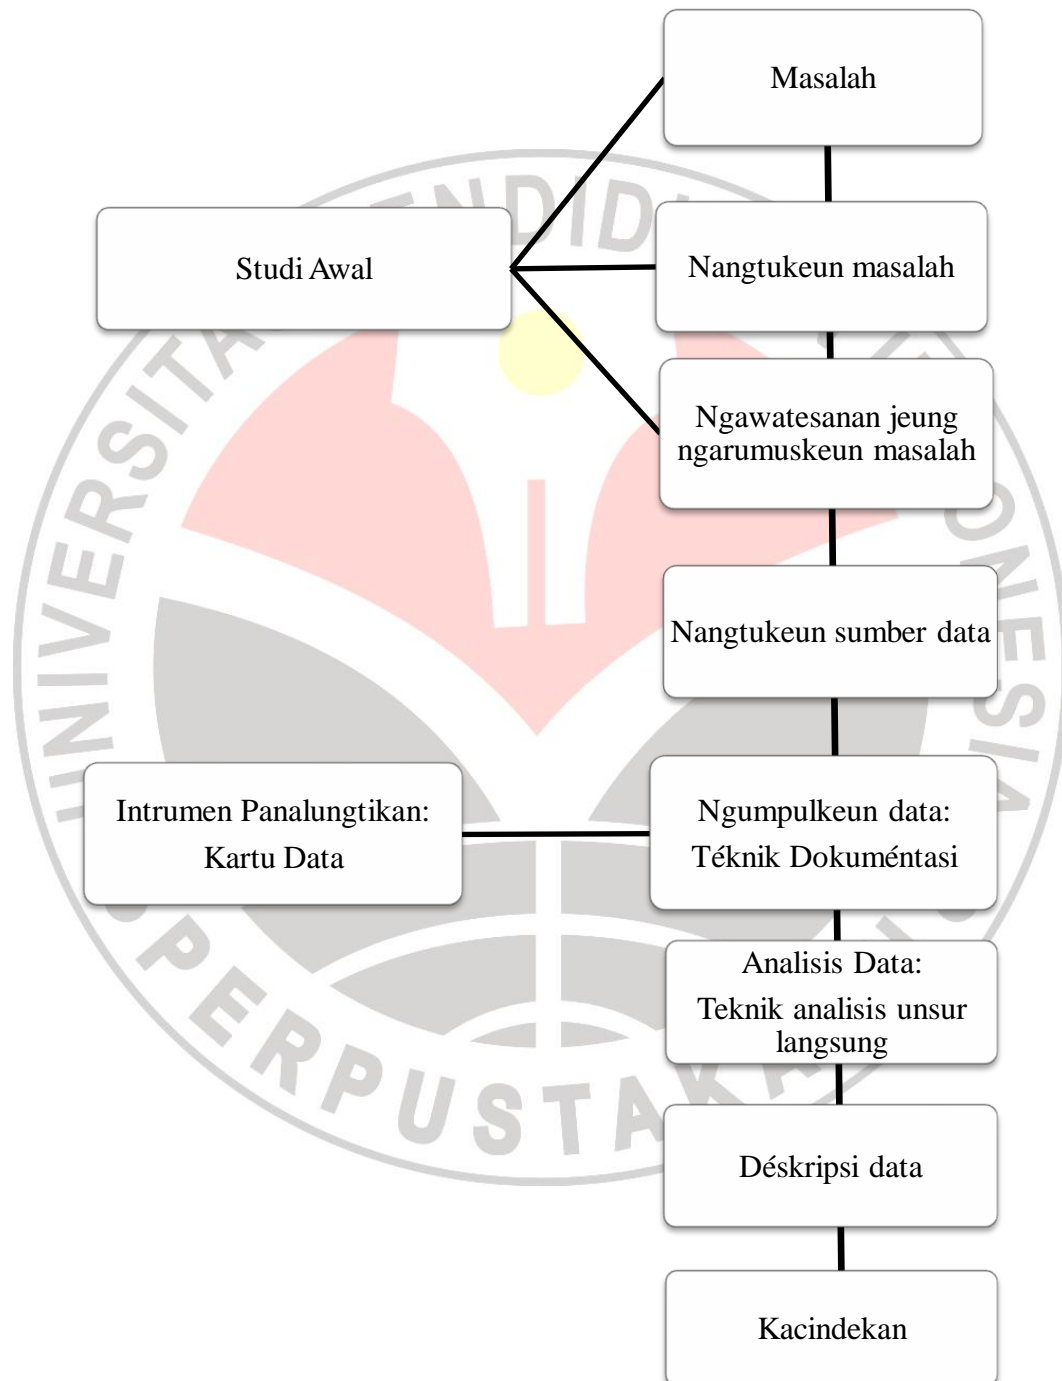 Masalah
Studi Awal
Nangtukeun masalah
Ngawatesanan jeung
ngarumuskeun masalah
Nangtukeun sumber data
Intrumen Panalungtikan:
Kartu Data
Ngumpulkeun data:
Téknik Dokuméntasi
Analisis Data:
Teknik analisis unsur
langsung
Déskripsi data
Kacindekan